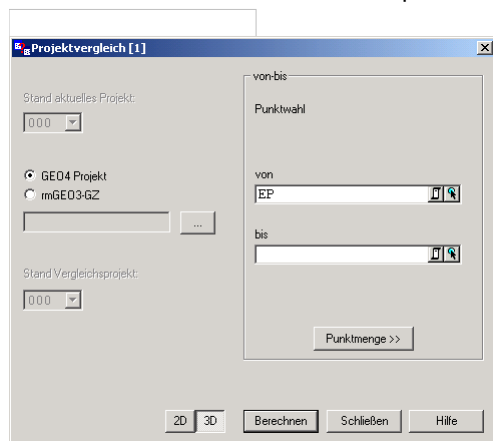 Projektvergleich [1]
Stand aktuelles Projekt:
000
GEO4 Projekt
rmGEO3-GZ
...
Stand Vergleichsprojekt:
000
von-bis
Punktwahl
von
EP
bis
Punktmenge >>
2D 3D Berechnen Schließen Hilfe